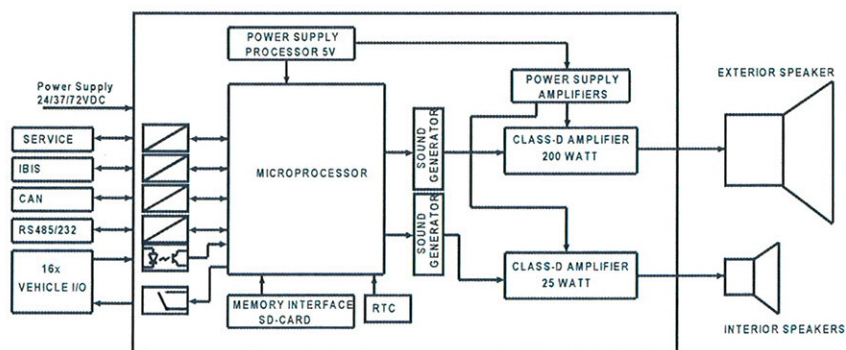 POWER SUPPLY
PROCESSOR 5V
Power Supply
24/37/72VDC
POWER SUPPLY
AMPLIFIERS
EXTERIOR SPEAKER
SERVICE
IBIS
CAN
RS485/232
16x
VEHICLE I/O
MICROPROCESSOR
SOUND
GENERATOR
SOUND
GENERATOR
CLASS-D AMPLIFIER
200 WATT
CLASS-D AMPLIFIER
25 WATT
MEMORY INTERFACE
SD-CARD
RTC
INTERIOR SPEAKERS